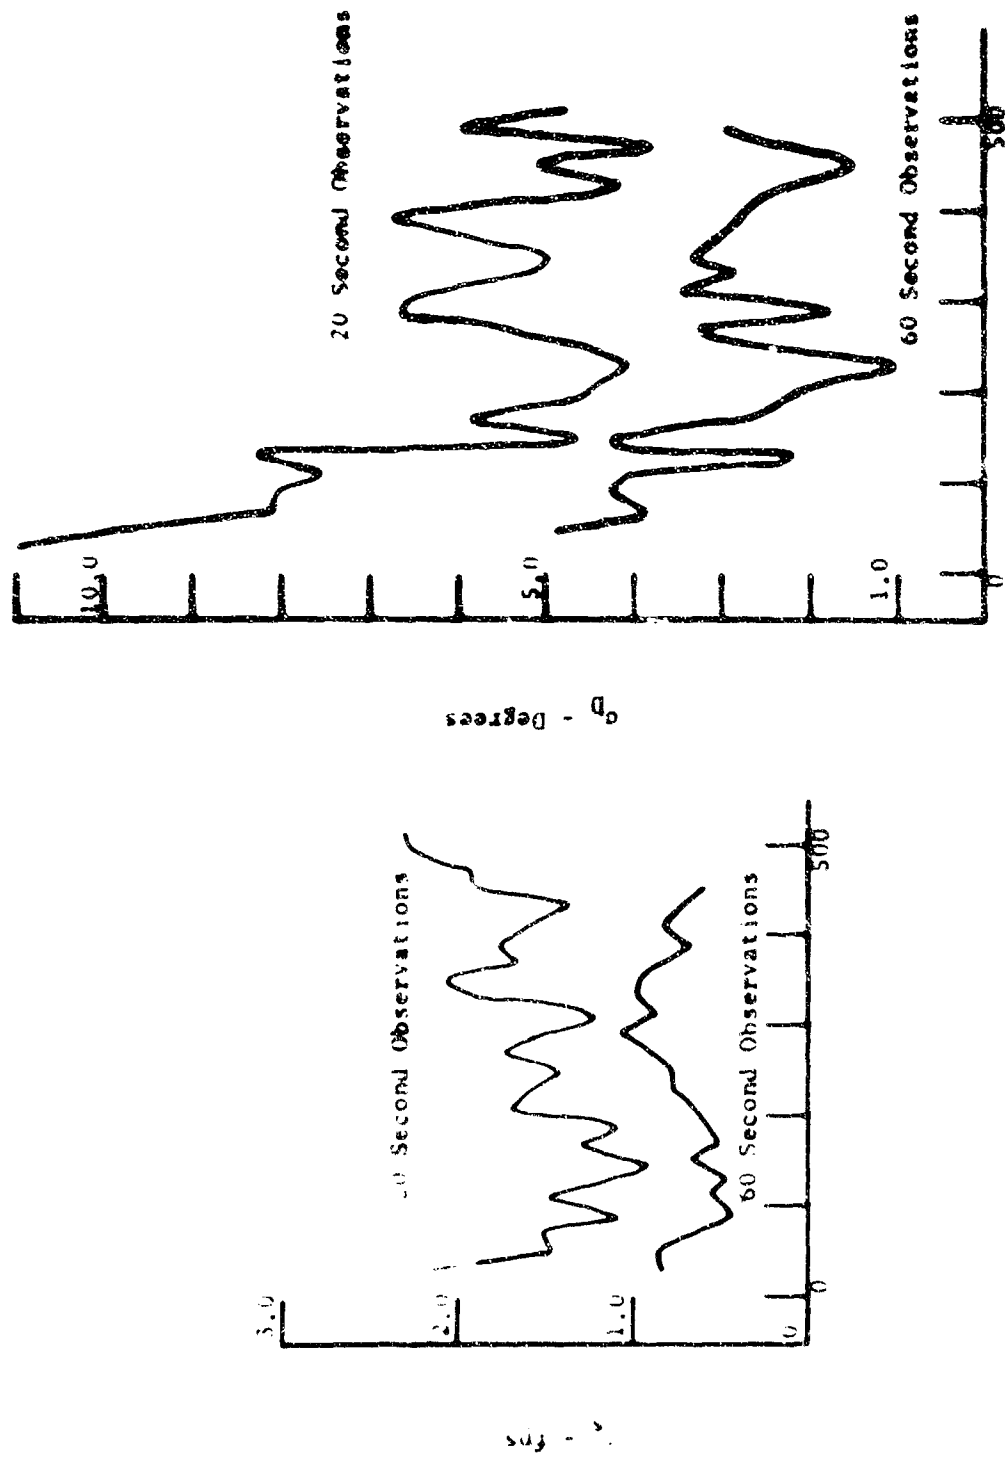 20 Second Observations
60 Second Observations
10.0
5.0
1.0
0
500
σD - Degrees
0 Second Observations
60 Second Observations
3.0
2.0
1.0
0
0
500
- fps